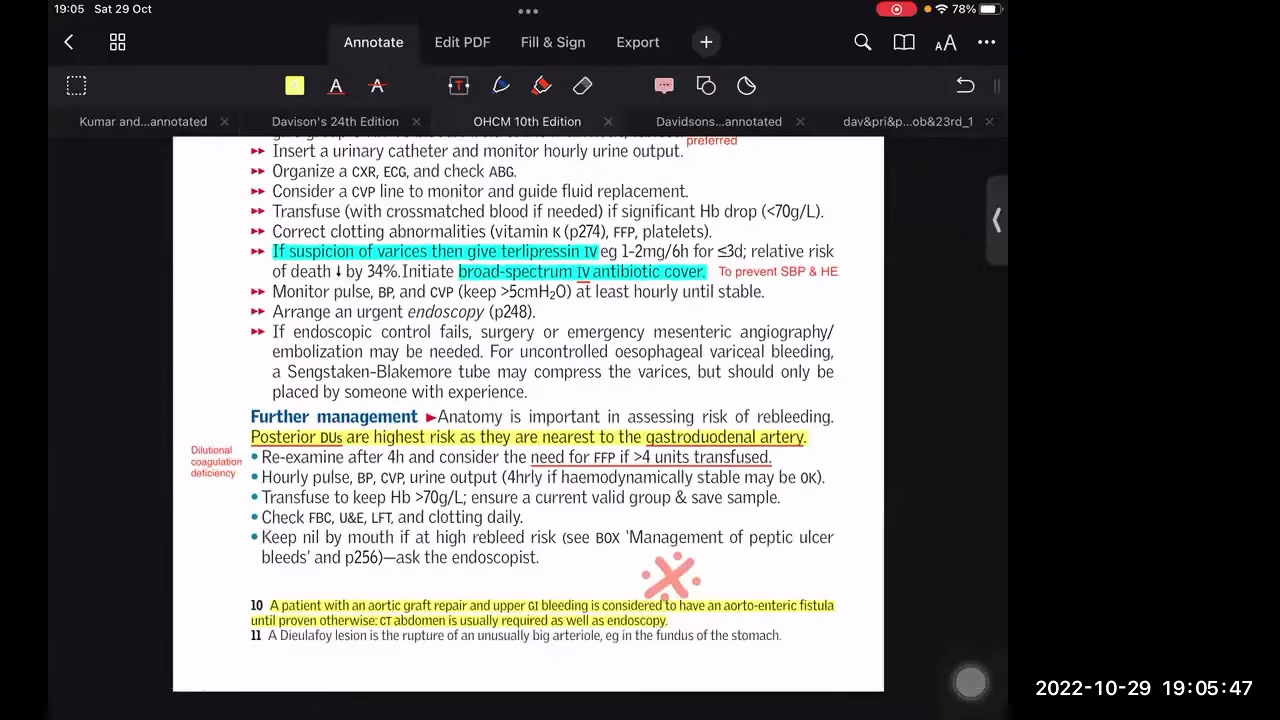 19:05 Sat 29 Oct
78%
Annotate
Edit PDF
Fill & Sign
Export
Kumar and...annotated
Davison's 24th Edition
OHCM 10th Edition
Davidsons...annotated
dav&pri&p...ob&23rd_1
preferred
Insert a urinary catheter and monitor hourly urine output.
Organize a CXR, ECG, and check ABG.
Consider a CVP line to monitor and guide fluid replacement.
Transfuse (with crossmatched blood if needed) if significant Hb drop (<70g/L).
Correct clotting abnormalities (vitamin K (p274), FFP, platelets).
If suspicion of varices then give terlipressin IV eg 1-2mg/6h for ≤3d; relative risk
of death ↓ by 34%.Initiate broad-spectrum IV antibiotic cover. To prevent SBP & HE
Monitor pulse, BP, and CVP (keep >5cmH₂O) at least hourly until stable.
Arrange an urgent endoscopy (p248).
If endoscopic control fails, surgery or emergency mesenteric angiography/
embolization may be needed. For uncontrolled oesophageal variceal bleeding,
a Sengstaken-Blakemore tube may compress the varices, but should only be
placed by someone with experience.
Further management ►Anatomy is important in assessing risk of rebleeding.
Posterior DUs are highest risk as they are nearest to the gastroduodenal artery.
Dilutional
coagulation
deficiency
• Re-examine after 4h and consider the need for FFP if >4 units transfused.
• Hourly pulse, BP, CVP, urine output (4hrly if haemodynamically stable may be OK).
• Transfuse to keep Hb >70g/L; ensure a current valid group & save sample.
• Check FBC, U&E, LFT, and clotting daily.
• Keep nil by mouth if at high rebleed risk (see BOX 'Management of peptic ulcer
bleeds' and p256)—ask the endoscopist.
10 A patient with an aortic graft repair and upper GI bleeding is considered to have an aorto-enteric fistula
until proven otherwise: CT abdomen is usually required as well as endoscopy.
11 A Dieulafoy lesion is the rupture of an unusually big arteriole, eg in the fundus of the stomach.
2022-10-29 19:05:47